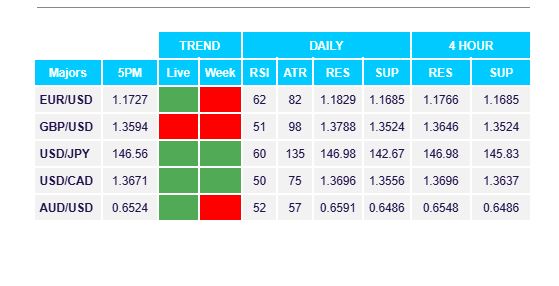 TREND DAILY 4 HOUR
Majors 5PM Live Week RSI ATR RES SUP RES SUP
EUR/USD 1.1727 62 82 1.1829 1.1685 1.1766 1.1685
GBP/USD 1.3594 51 98 1.3788 1.3524 1.3646 1.3524
USD/JPY 146.56 60 135 146.98 142.67 146.98 145.83
USD/CAD 1.3671 50 75 1.3696 1.3556 1.3696 1.3637
AUD/USD 0.6524 52 57 0.6591 0.6486 0.6548 0.6486